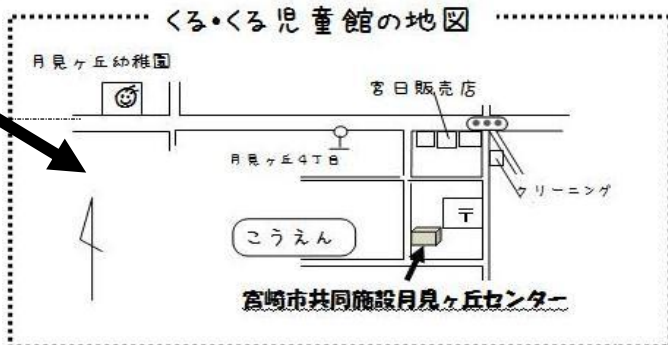 くる・くる児童館の地図
月見ヶ丘幼稚園
宮日販売店
月見ヶ丘4丁目
クリーニング
〒
こうえん
宮崎市共同施設月見ヶ丘センター